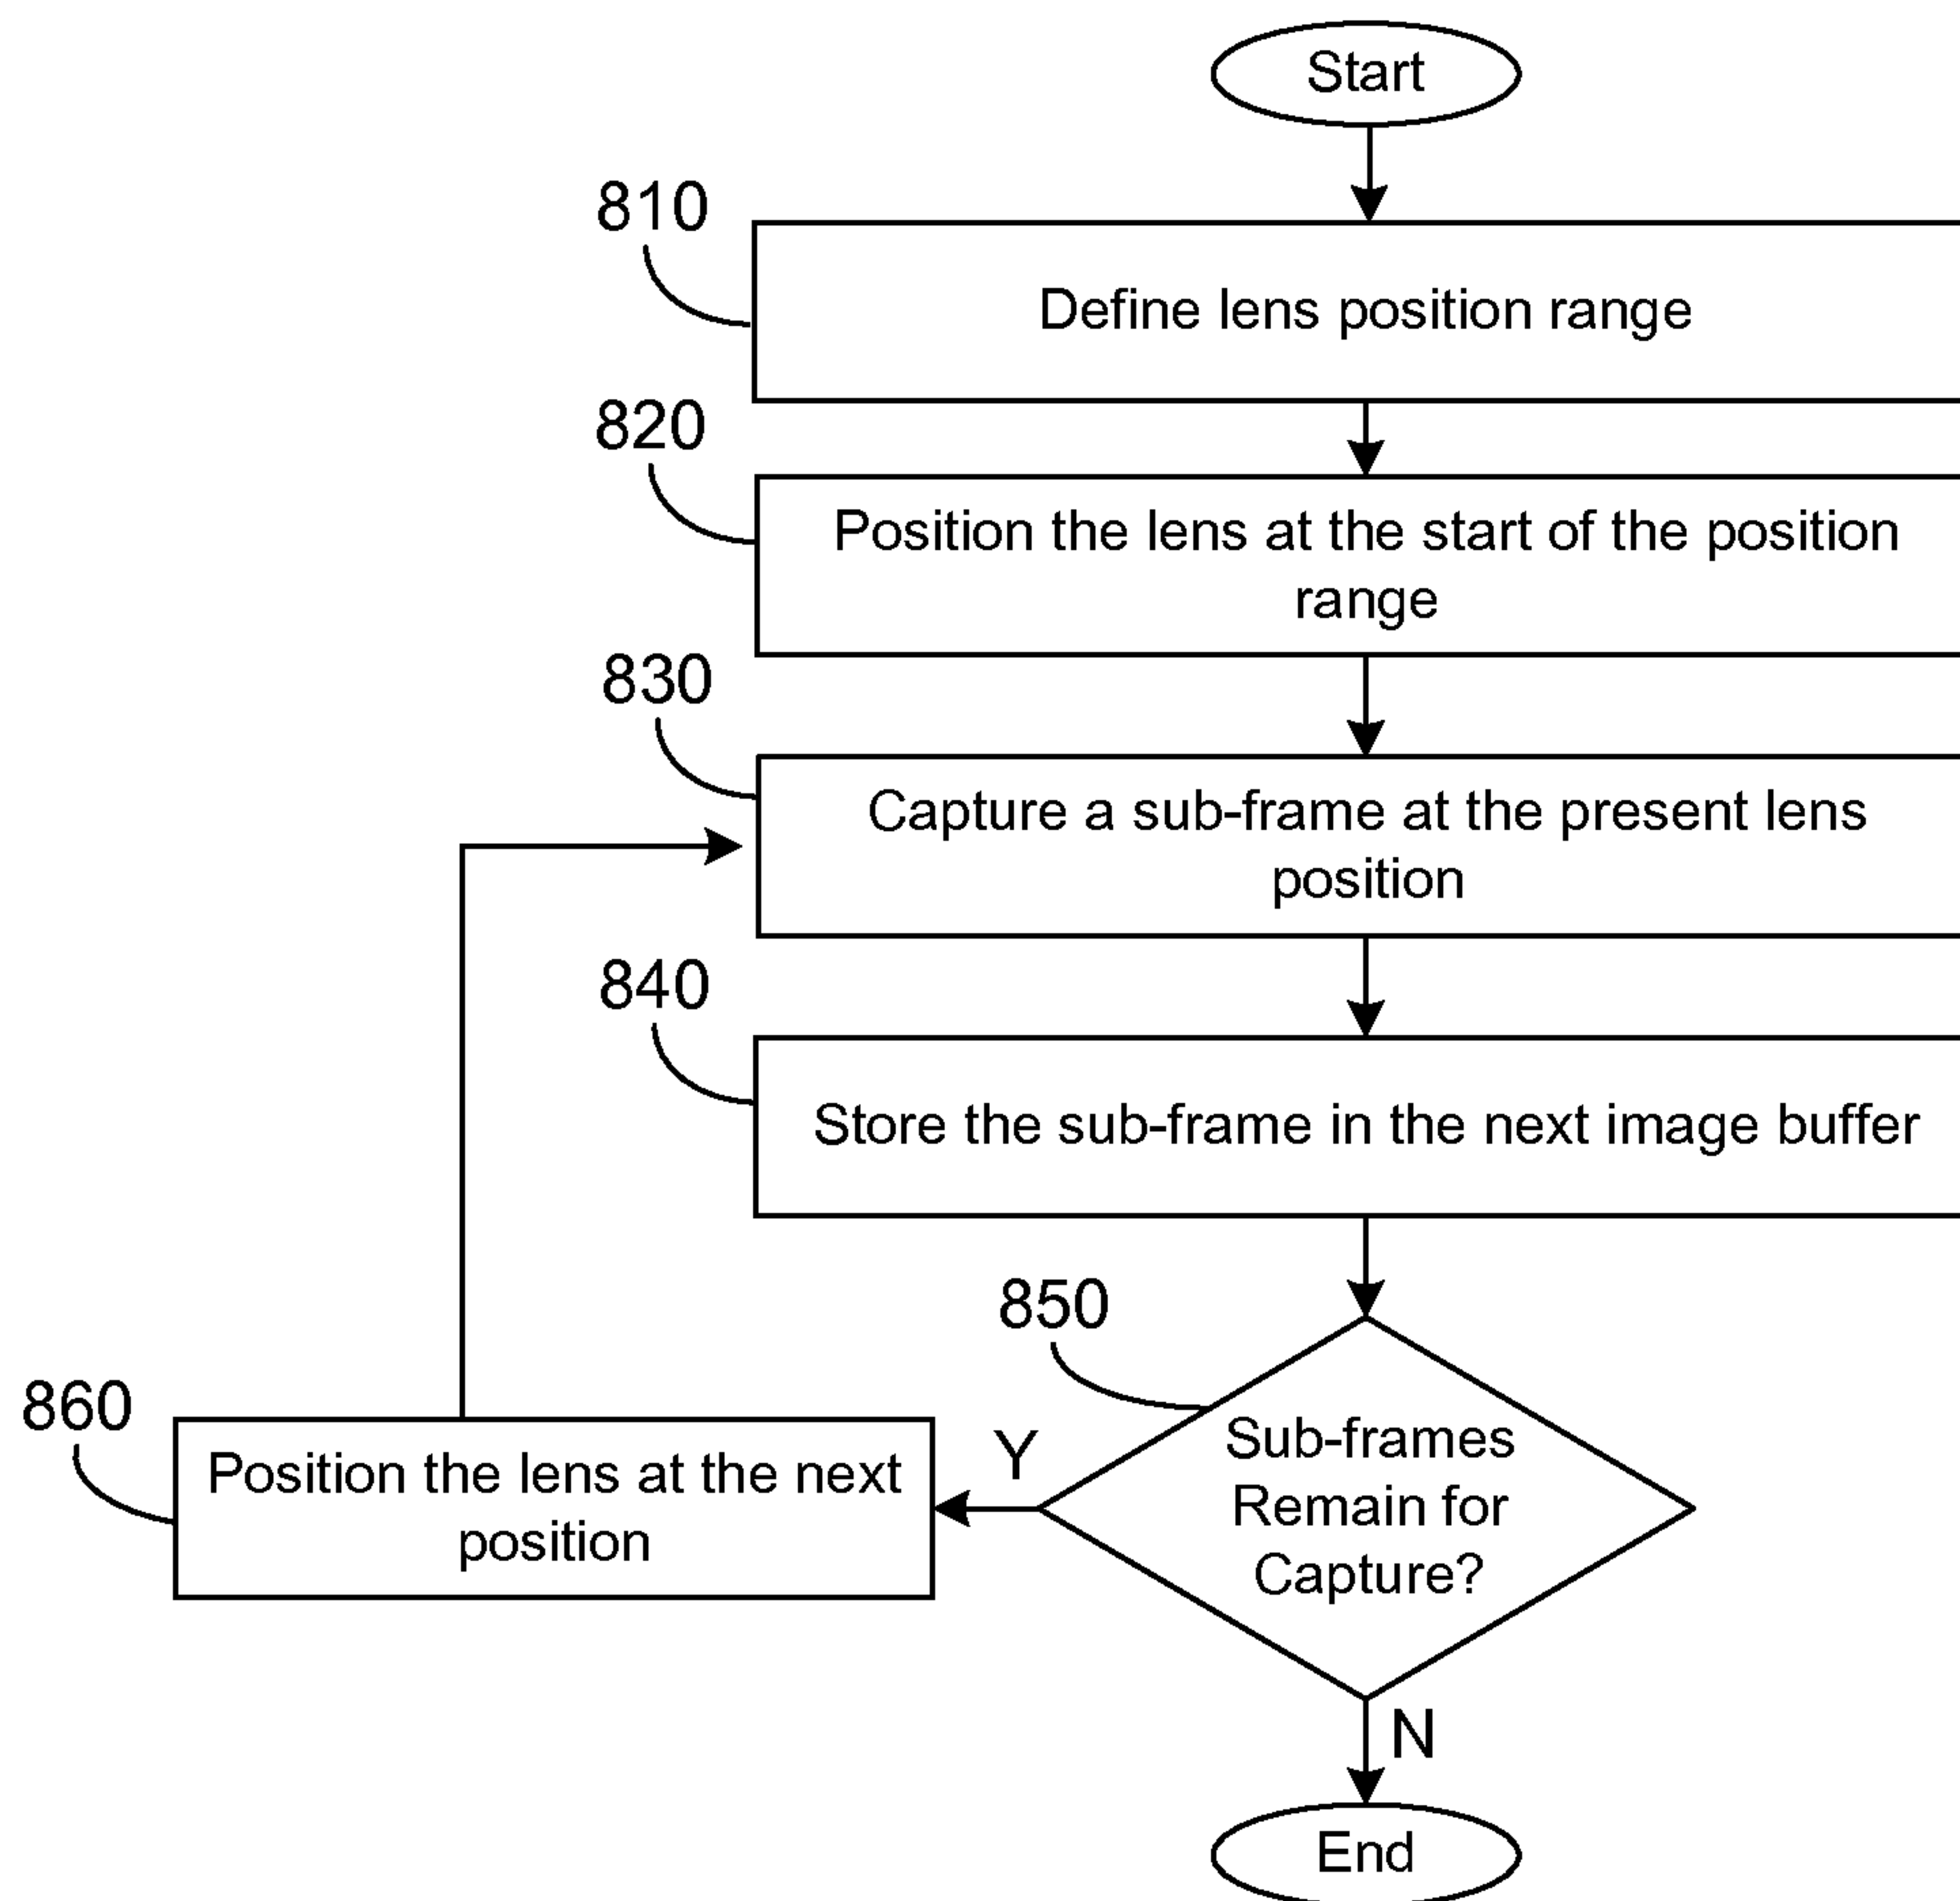 Start
810
Define lens position range
820
Position the lens at the start of the position
range
830
Capture a sub-frame at the present lens
position
840
Store the sub-frame in the next image buffer
850
Sub-frames
Remain for
Capture?
Y
860
Position the lens at the next
position
N
End